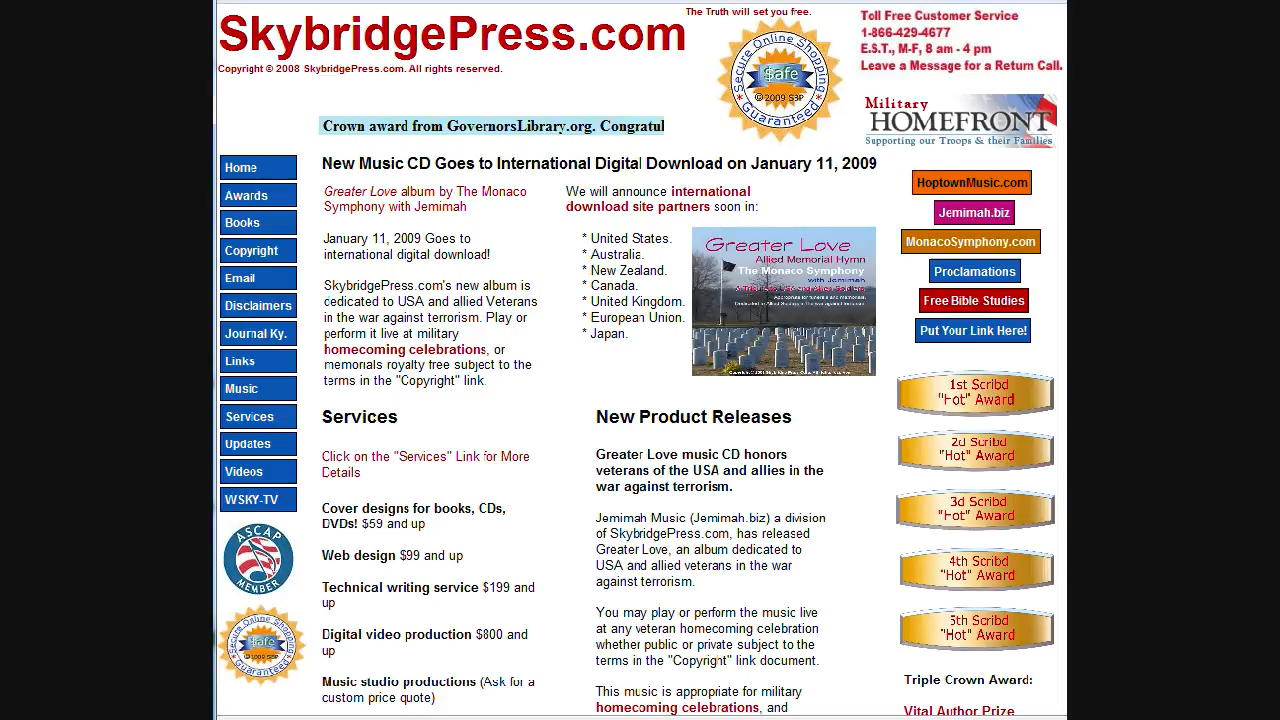 The Truth will set you free.
SkybridgePress.com
Copyright © 2008 SkybridgePress.com. All rights reserved.
Secure Online Shopping
Safe
© 2009 SBP
Guaranteed
Toll Free Customer Service
1-866-429-4677
E.S.T., M-F, 8 am - 4 pm
Leave a Message for a Return Call.
Military
HOMEFRONT
Supporting our Troops & their Families
Crown award from GovernorsLibrary.org. Congratul
Home
Awards
Books
Copyright
Email
Disclaimers
Journal Ky.
Links
Music
Services
Updates
Videos
WSKY-TV
ASCAP
MEMBER
Secure Online Shopping
Safe
© 2009 SBP
Guaranteed
New Music CD Goes to International Digital Download on January 11, 2009
Greater Love album by The Monaco
Symphony with Jemimah
January 11, 2009 Goes to
international digital download!
SkybridgePress.com's new album is
dedicated to USA and allied Veterans
in the war against terrorism. Play or
perform it live at military
homecoming celebrations, or
memorials royalty free subject to the
terms in the "Copyright" link.
We will announce international
download site partners soon in:
* United States.
* Australia.
* New Zealand.
* Canada.
* United Kingdom.
* European Union.
* Japan.
Greater Love
Allied Memorial Hymn
The Monaco Symphony
with Jemimah
Services
Click on the "Services" Link for More
Details
Cover designs for books, CDs,
DVDs! $59 and up
Web design $99 and up
Technical writing service $199 and
up
Digital video production $800 and
up
Music studio productions (Ask for a
custom price quote)
New Product Releases
Greater Love music CD honors
veterans of the USA and allies in the
war against terrorism.
Jemimah Music (Jemimah.biz) a division
of SkybridgePress.com, has released
Greater Love, an album dedicated to
USA and allied veterans in the war
against terrorism.
You may play or perform the music live
at any veteran homecoming celebration
whether public or private subject to the
terms in the "Copyright" link document.
This music is appropriate for military
homecoming celebrations, and
HoptownMusic.com
Jemimah.biz
MonacoSymphony.com
Proclamations
Free Bible Studies
Put Your Link Here!
1st Scribd
"Hot" Award
2d Scribd
"Hot" Award
3d Scribd
"Hot" Award
4th Scribd
"Hot" Award
5th Scribd
"Hot" Award
Triple Crown Award:
Vital Author Prize